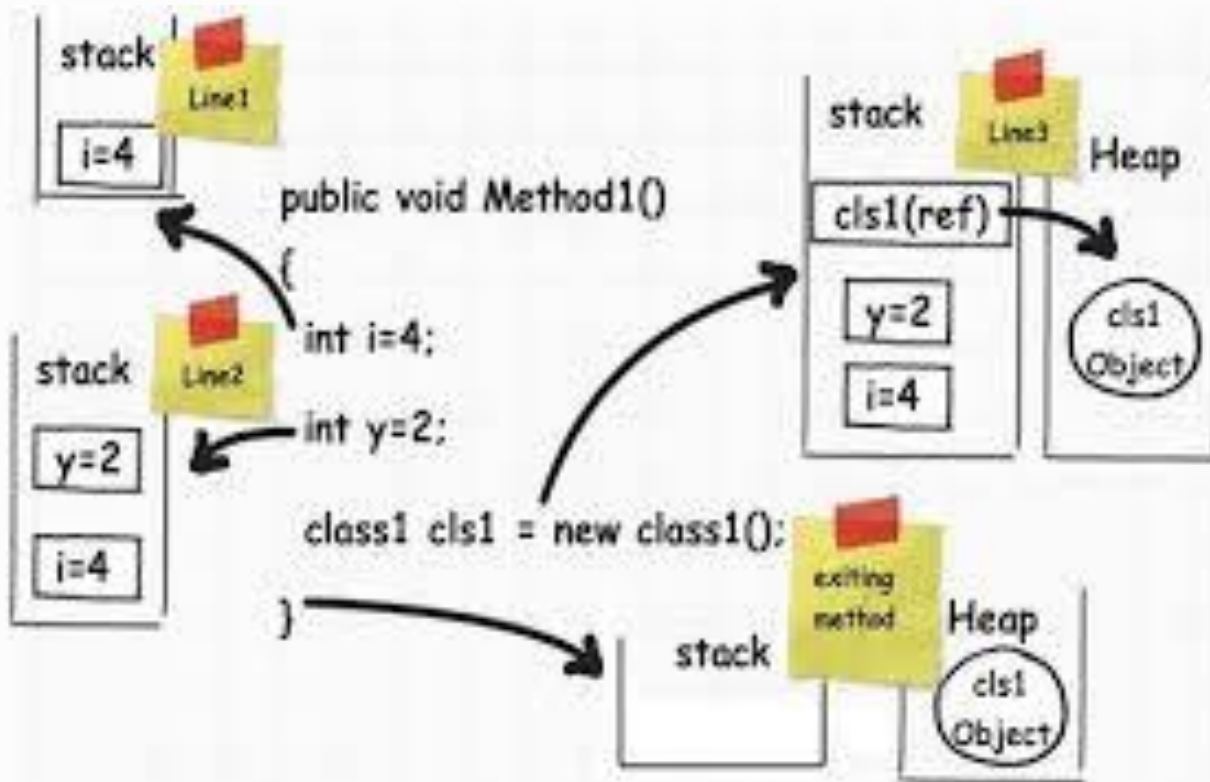 stack
Line1
i=4
public void Method1()
{
int i=4;
int y=2;
class1 cls1 = new class1();
}
stack
Line2
y=2
i=4
stack
Line3
Heap
cls1(ref)
y=2
i=4
cls1
Object
exiting
method
stack
Heap
cls1
Object